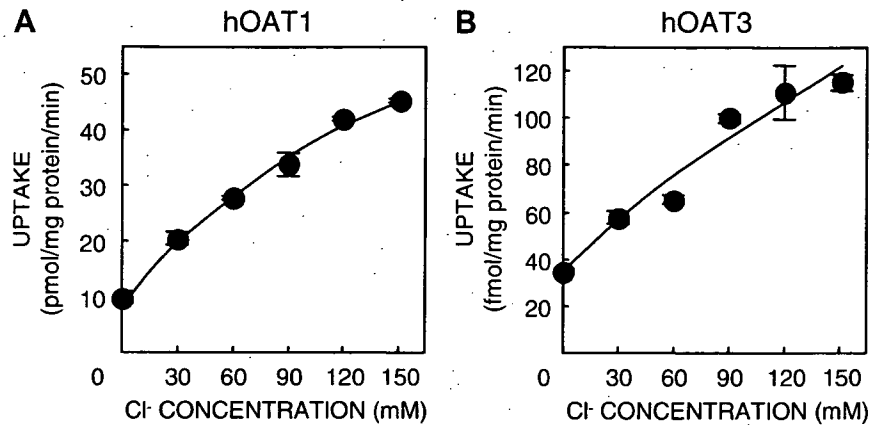 A
hOAT1
UPTAKE
(pmol/mg protein/min)
50
40
30
20
10
0
30
60
90
120
150
Cl- CONCENTRATION (mM)
B
hOAT3
UPTAKE
(fmol/mg protein/min)
120
100
80
60
40
20
0
30
60
90
120
150
Cl- CONCENTRATION (mM)